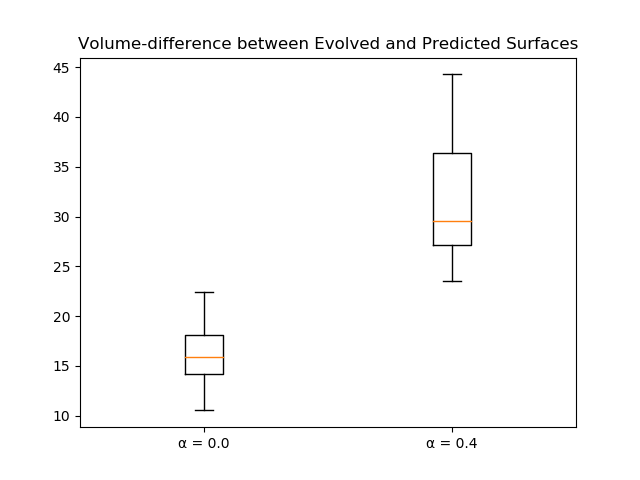 Volume-difference between Evolved and Predicted Surfaces
45
40
35
30
25
20
15
10
α = 0.0
α = 0.4